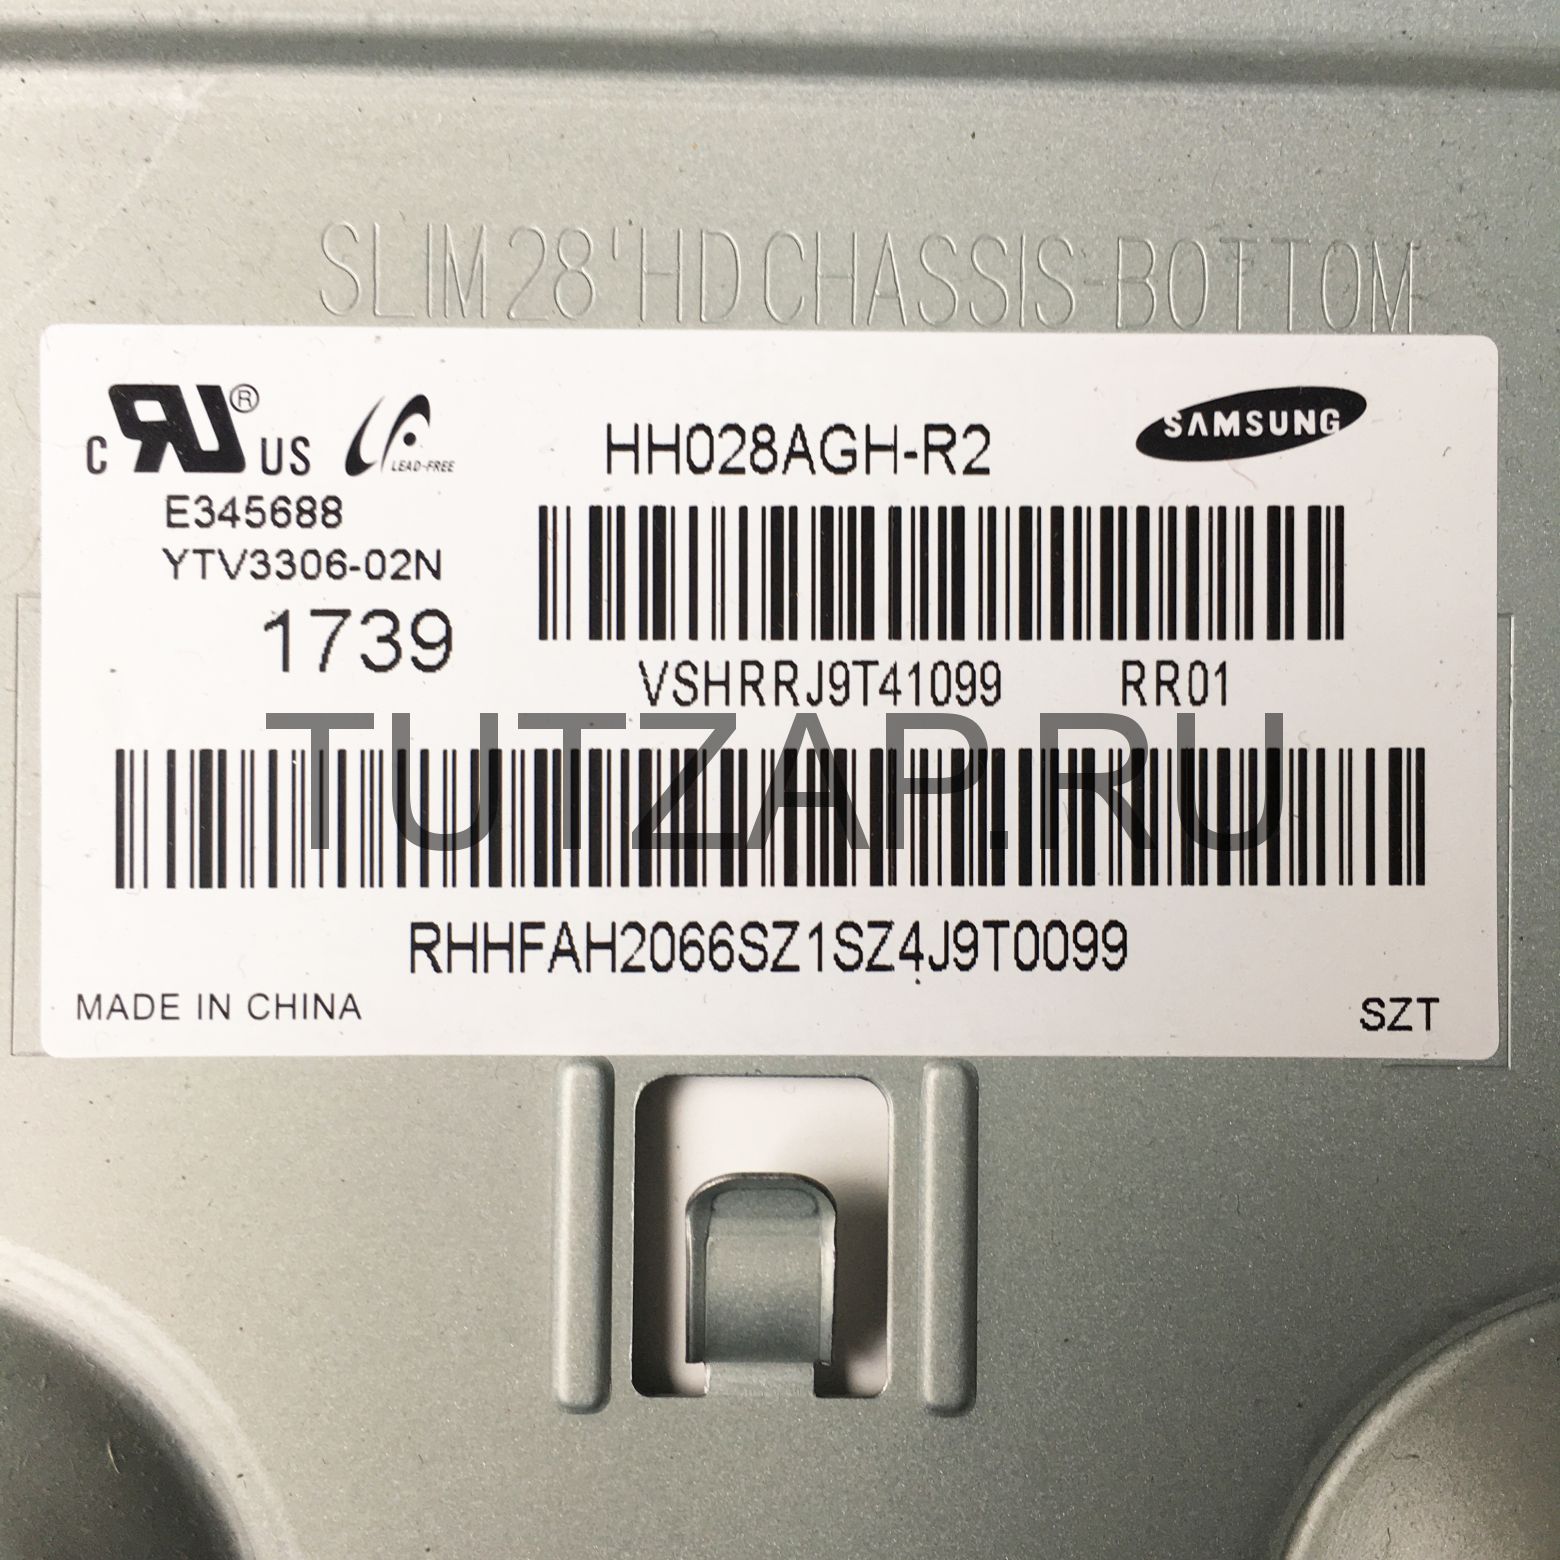 SLIM 28' HD CHASSIS-BOTTOM
C RU ® US
LEAD-FREE
HH028AGH-R2
SAMSUNG
E345688
YTV3306-02N
1739
VSHRRJ9T41099 RR01
TUTZAP.RU
RHHFAH2066SZ1SZ4J9T0099
MADE IN CHINA
SZT